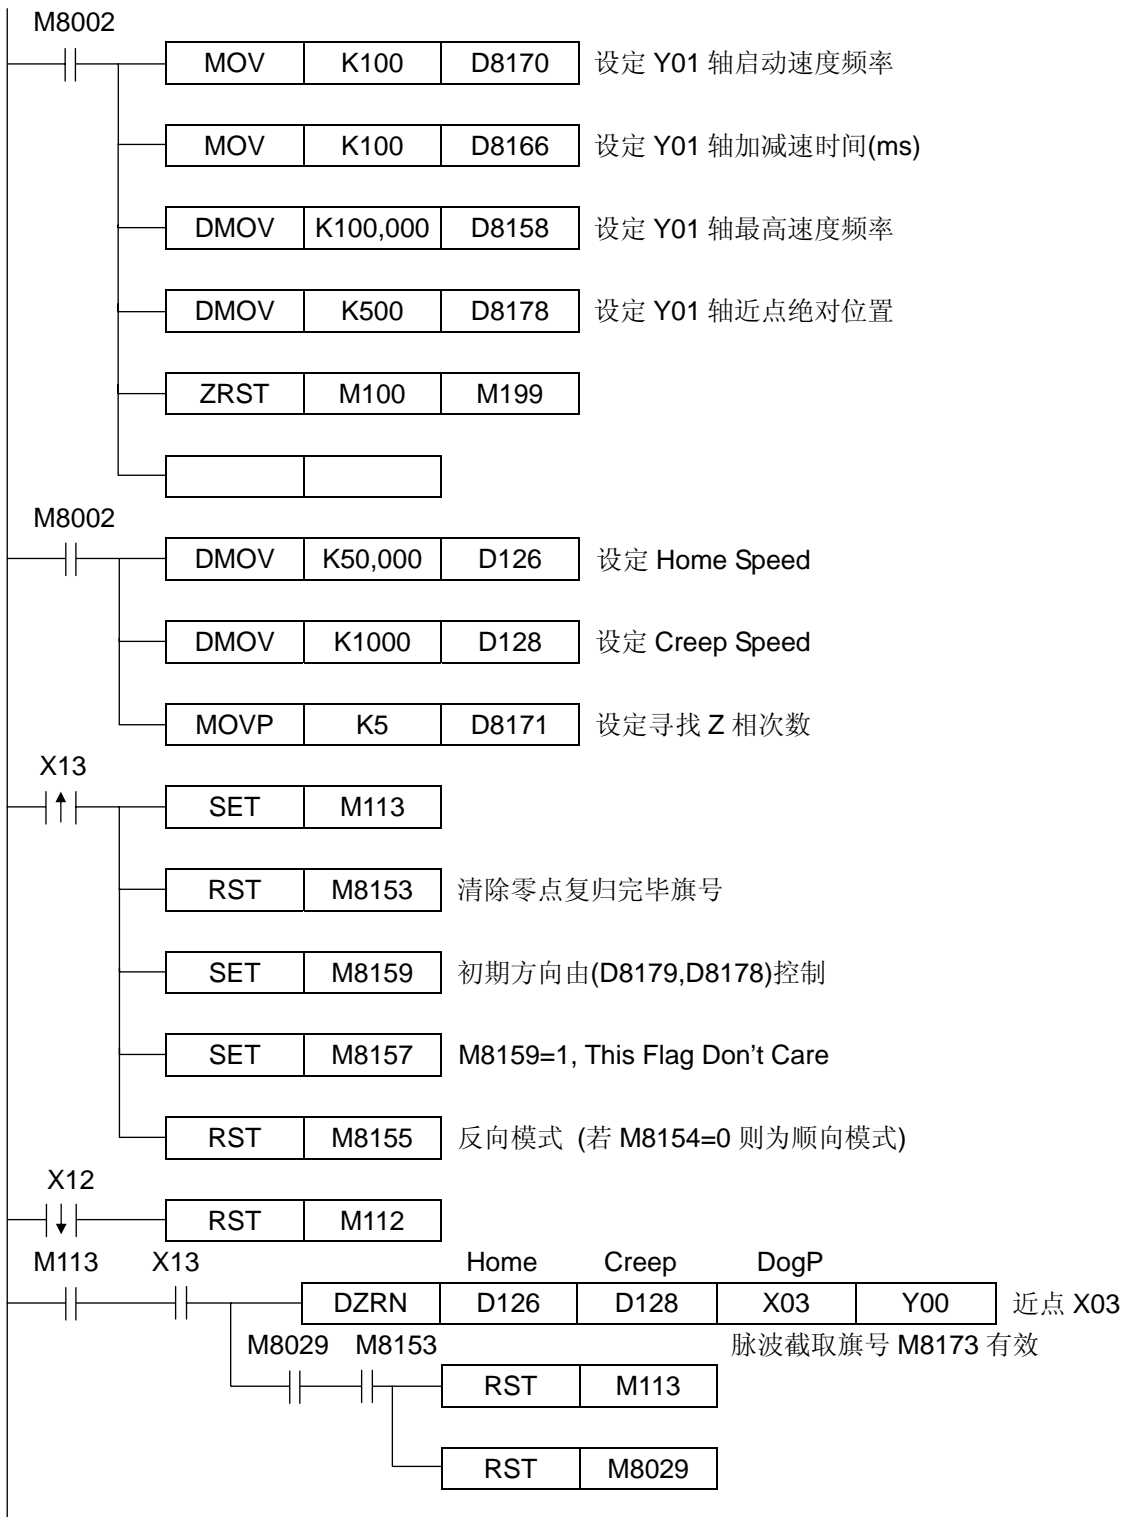 M8002
MOV K100 D8170 设定 Y01 轴启动速度频率
MOV K100 D8166 设定 Y01 轴加减速时间(ms)
DMOV K100,000 D8158 设定 Y01 轴最高速度频率
DMOV K500 D8178 设定 Y01 轴近点绝对位置
ZRST M100 M199
M8002
DMOV K50,000 D126 设定 Home Speed
DMOV K1000 D128 设定 Creep Speed
MOVP K5 D8171 设定寻找 Z 相次数
X13
SET M113
RST M8153 清除零点复归完毕旗号
SET M8159 初期方向由(D8179,D8178)控制
SET M8157 M8159=1, This Flag Don't Care
RST M8155 反向模式 (若 M8154=0 则为顺向模式)
X12
RST M112
M113 X13 Home Creep DogP
DZRN D126 D128 X03 Y00 近点 X03
M8029 M8153 脉波截取旗号 M8173 有效
RST M113
RST M8029